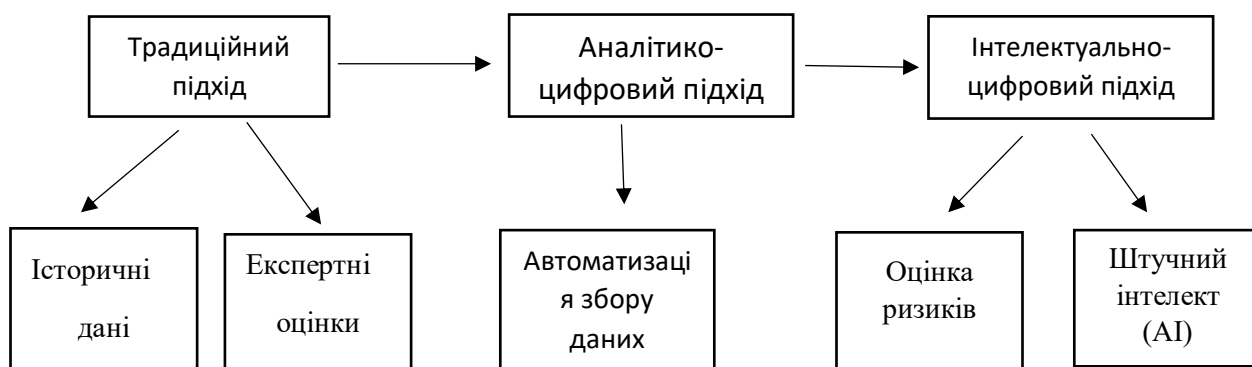 Традиційний
підхід
Аналітико-
цифровий підхід
Інтелектуально-
цифровий підхід
Історичні
дані
Експертні
оцінки
Автоматизаці
я збору
даних
Оцінка
ризиків
Штучний
інтелект
(AI)